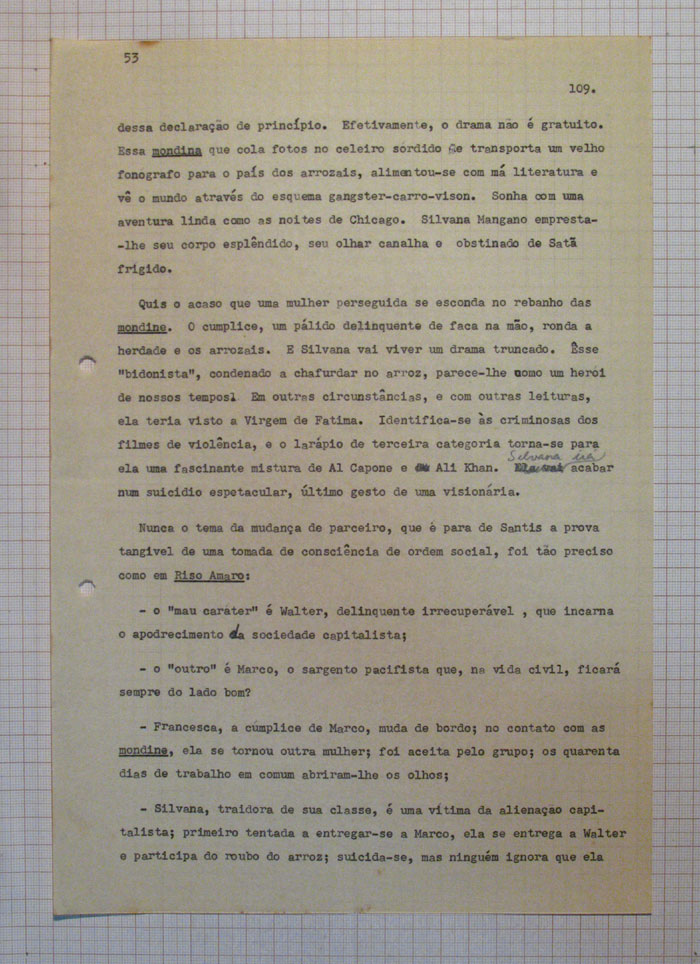 53
109.
dessa declaração de princípio. Efetivamente, o drama não é gratuito.
Essa mondina que cola fotos no celeiro sórdido e transporta um velho
fonógrafo para o país dos arrozais, alimentou-se com má literatura e
vê o mundo através do esquema gangster-carro-vison. Sonha com uma
aventura linda como as noites de Chicago. Silvana Mangano empresta-
-lhe seu corpo esplêndido, seu olhar canalha e obstinado de Satã
frigido.
Quis o acaso que uma mulher perseguida se esconda no rebanho das
mondine. O cumplice, um pálido delinquente de faca na mão, ronda a
herdade e os arrozais. E Silvana vai viver um drama truncado. Êsse
"bidonista", condenado a chafurdar no arroz, parece-lhe como um heroi
de nossos tempos! Em outras circunstâncias, e com outras leituras,
ela teria visto a Virgem de Fatima. Identifica-se às criminosas dos
filmes de violência, e o larápio de terceira categoria torna-se para
ela uma fascinante mistura de Al Capone e Ali Khan. Silvana irá acabar
num suicidio espetacular, último gesto de uma visionária.
Nunca o tema da mudança de parceiro, que é para de Santis a prova
tangivel de uma tomada de consciência de ordem social, foi tão preciso
como em Riso Amaro:
- o "mau caráter" é Walter, delinquente irrecuperável , que incarna
o apodrecimento da sociedade capitalista;
- o "outro" é Marco, o sargento pacifista que, na vida civil, ficará
sempre do lado bom?
- Francesca, a cúmplice de Marco, muda de bordo; no contato com as
mondine, ela se tornou outra mulher; foi aceita pelo grupo; os quarenta
dias de trabalho em comum abriram-lhe os olhos;
- Silvana, traidora de sua classe, é uma vitima da alienação capi-
talista; primeiro tentada a entregar-se a Marco, ela se entrega a Walter
e participa do roubo do arroz; suicida-se, mas ninguém ignora que ela